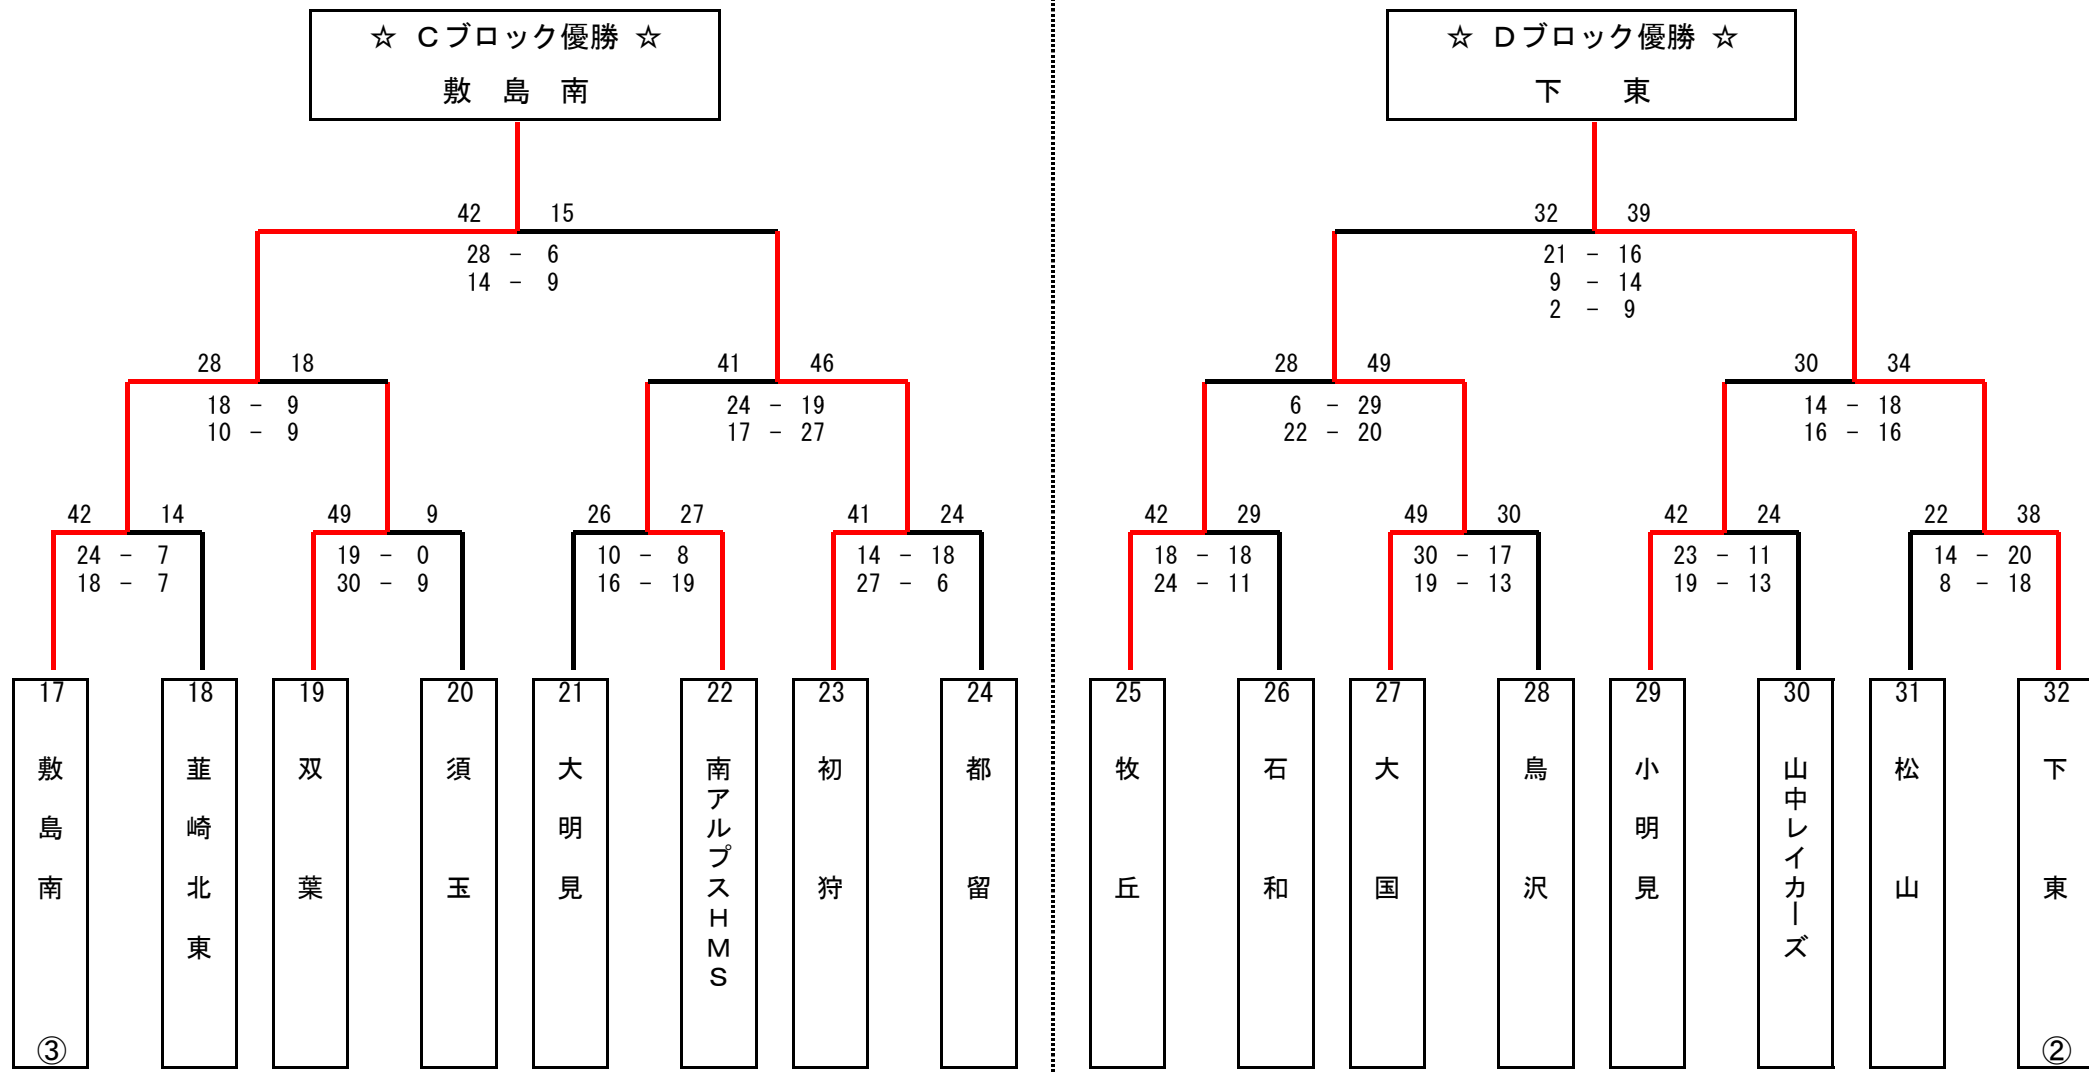 ☆ Ｃブロック優勝 ☆
敷 島 南
42 15
28 － 6
14 － 9
28 18
18 － 9
10 － 9
41 46
24 － 19
17 － 27
42 14
24 － 7
18 － 7
49 9
19 － 0
30 － 9
26 27
10 － 8
16 － 19
41 24
14 － 18
27 － 6
17 敷島南 ③
18 韮崎北東
19 双葉
20 須玉
21 大明見
22 南アルプスＨＭＳ
23 初狩
24 都留
☆ Ｄブロック優勝 ☆
下 東
32 39
21 － 16
9 － 14
2 － 9
28 49
6 － 29
22 － 20
30 34
14 － 18
16 － 16
42 29
18 － 18
24 － 11
49 30
30 － 17
19 － 13
42 24
23 － 11
19 － 13
22 38
14 － 20
8 － 18
25 牧丘
26 石和
27 大国
28 鳥沢
29 小明見
30 山中レイカーズ
31 松山
32 下東 ②